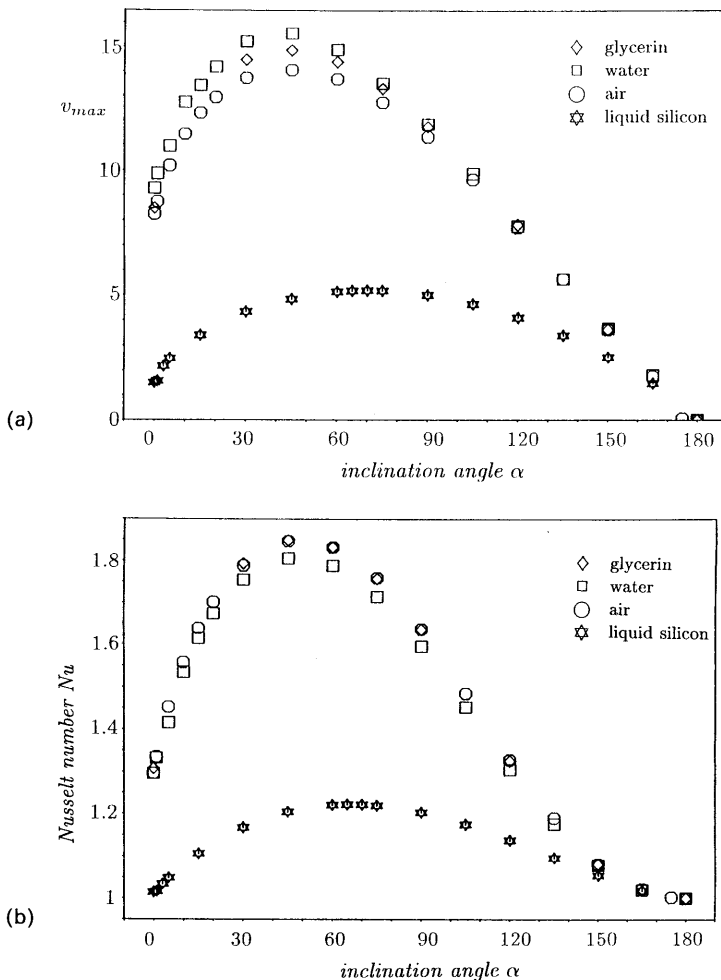 15
10
5
0
v_max
glycerin
water
air
liquid silicon
0 30 60 90 120 150 180
inclination angle α
(a)
1.8
1.6
1.4
1.2
1
Nusselt number Nu
glycerin
water
air
liquid silicon
0 30 60 90 120 150 180
inclination angle α
(b)